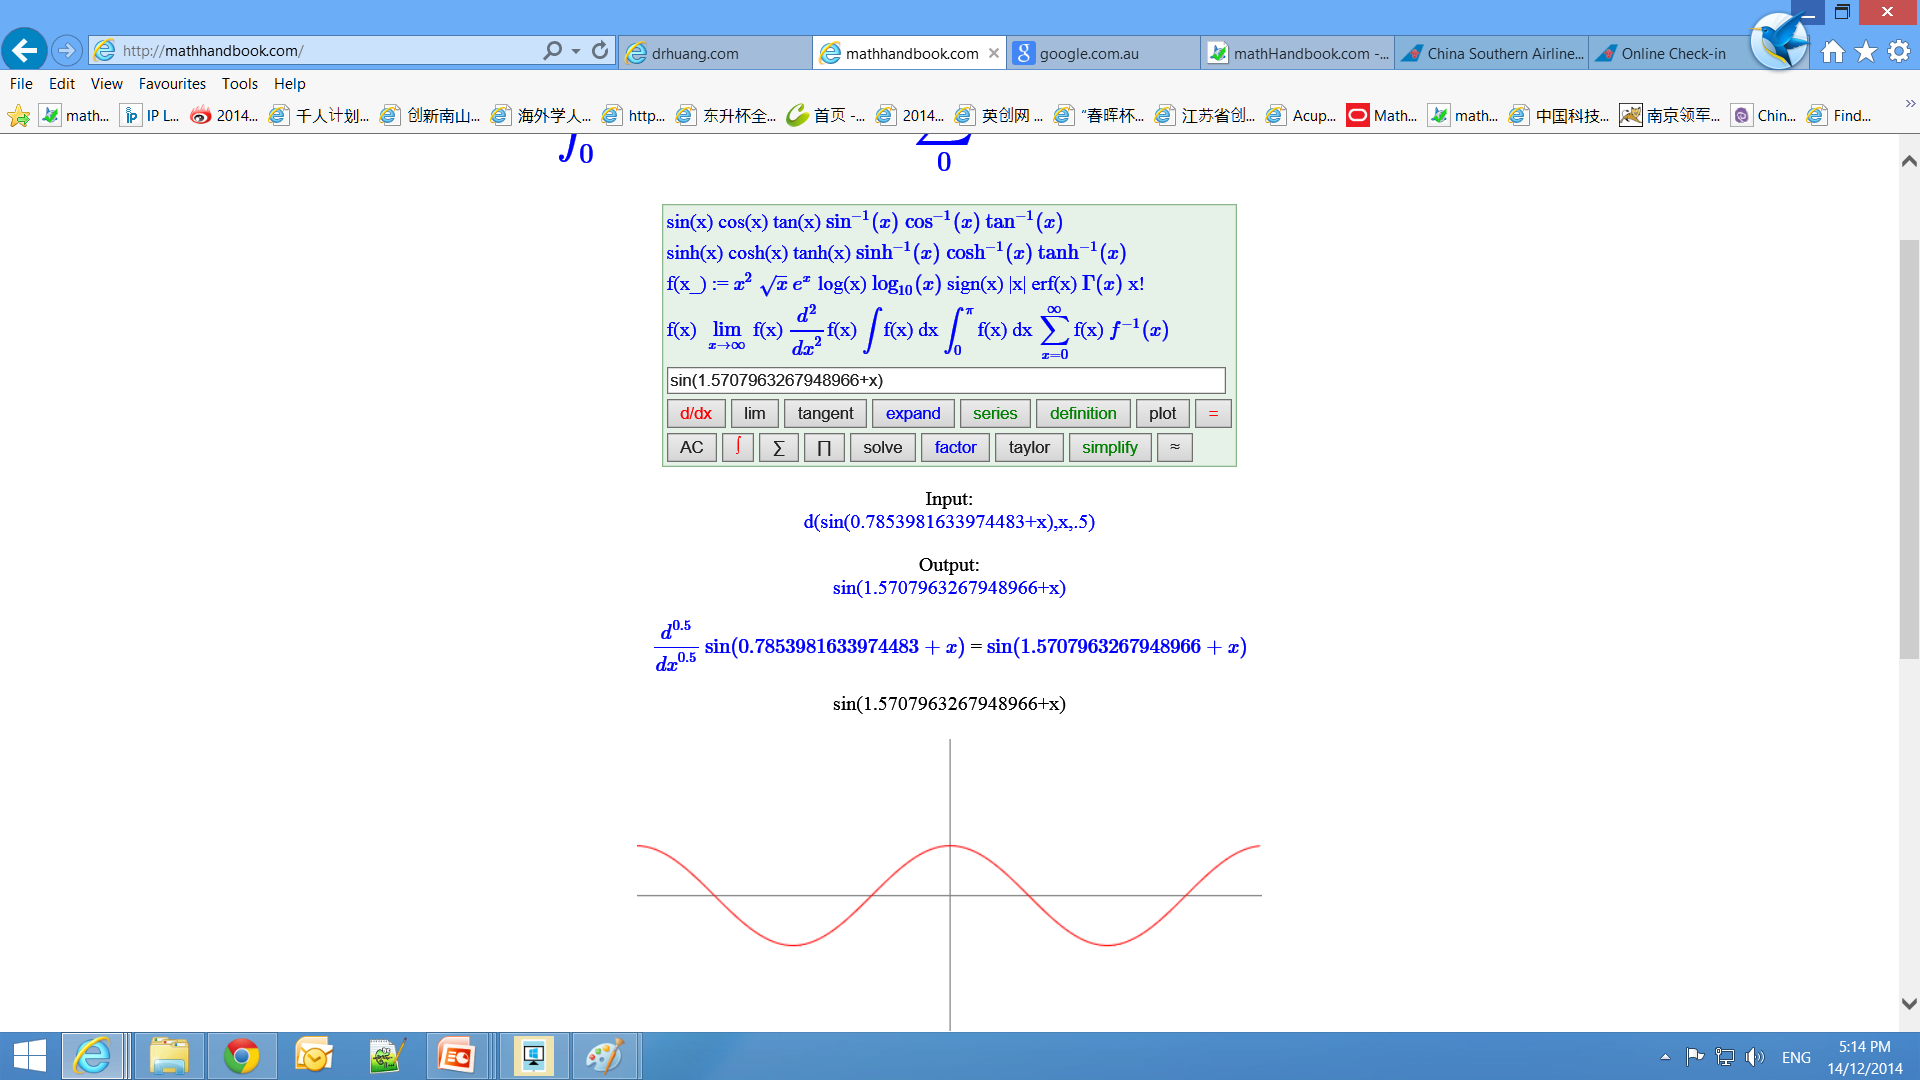 http://mathhandbook.com/
drhuang.com
mathhandbook.com
google.com.au
mathHandbook.com -...
China Southern Airline...
Online Check-in
File Edit View Favourites Tools Help
math... IP L... 2014... 千人计划... 创新南山... 海外学人... http... 东升杯全... 首页 -... 2014... 英创网 ... “春晖杯... 江苏省创... Acup... Math... math... 中国科技... 南京领军... Chin... Find... »
∫0 ∑0
sin(x) cos(x) tan(x) sin⁻¹(x) cos⁻¹(x) tan⁻¹(x)
sinh(x) cosh(x) tanh(x) sinh⁻¹(x) cosh⁻¹(x) tanh⁻¹(x)
f(x_) := x² √x eˣ log(x) log₁₀(x) sign(x) |x| erf(x) Γ(x) x!
f(x) lim x→∞ f(x) d²/dx² f(x) ∫ f(x) dx ∫₀^π f(x) dx ∑_{x=0}^∞ f(x) f⁻¹(x)
sin(1.5707963267948966+x)
d/dx lim tangent expand series definition plot =
AC ∫ ∑ ∏ solve factor taylor simplify ≈
Input:
d(sin(0.7853981633974483+x),x,.5)
Output:
sin(1.5707963267948966+x)
d^0.5/dx^0.5 sin(0.7853981633974483 + x) = sin(1.5707963267948966 + x)
sin(1.5707963267948966+x)
ENG
5:14 PM
14/12/2014